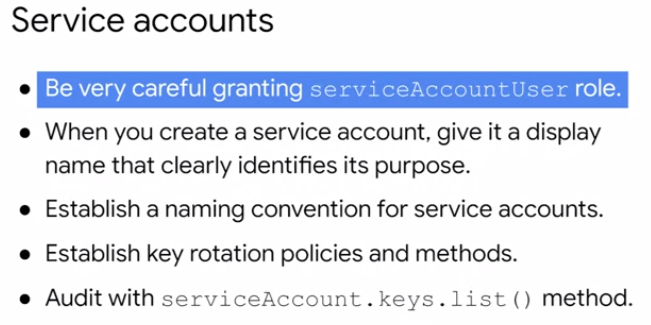 Service accounts
● Be very careful granting serviceAccountUser role.
● When you create a service account, give it a display
name that clearly identifies its purpose.
● Establish a naming convention for service accounts.
● Establish key rotation policies and methods.
● Audit with serviceAccount.keys.list() method.